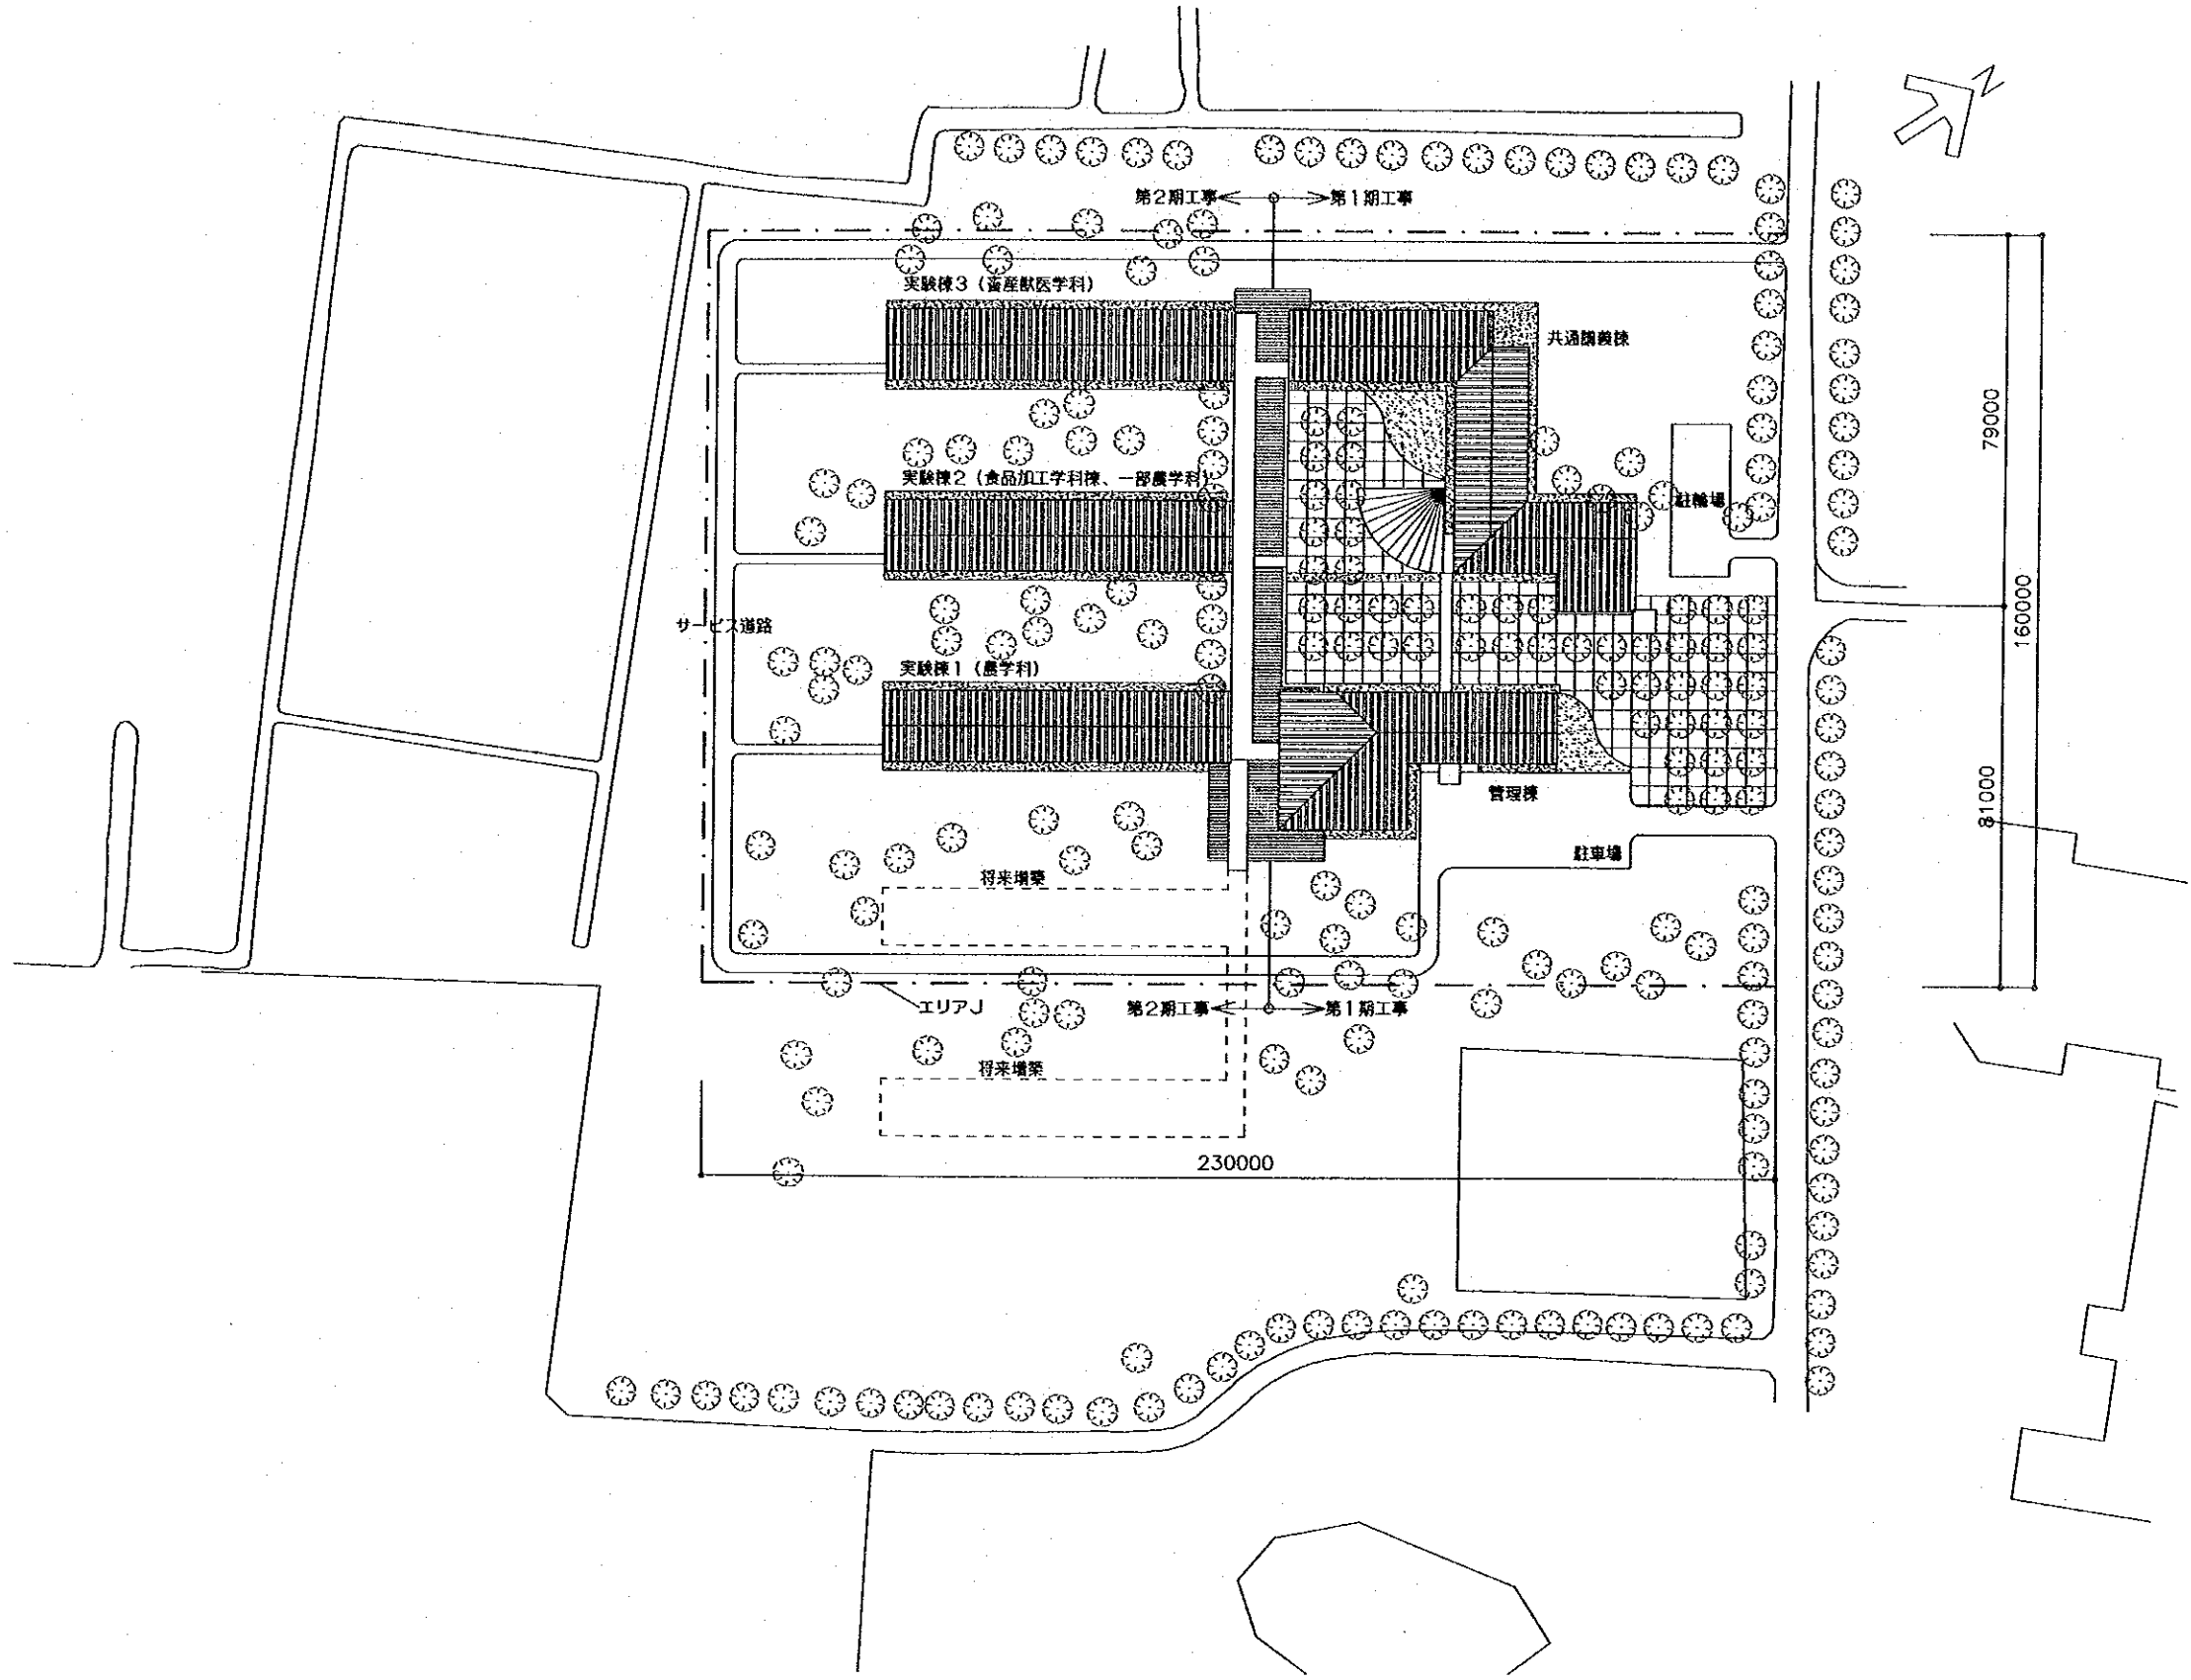 N
第2期工事
第1期工事
実験棟3（畜産獣医学科）
共通講義棟
79000
実験棟2（食品加工学科棟、一部農学科）
駐輪場
160000
サービス道路
実験棟1（農学科）
管理棟
81000
駐車場
将来増築
エリアJ
第2期工事
第1期工事
将来増築
230000